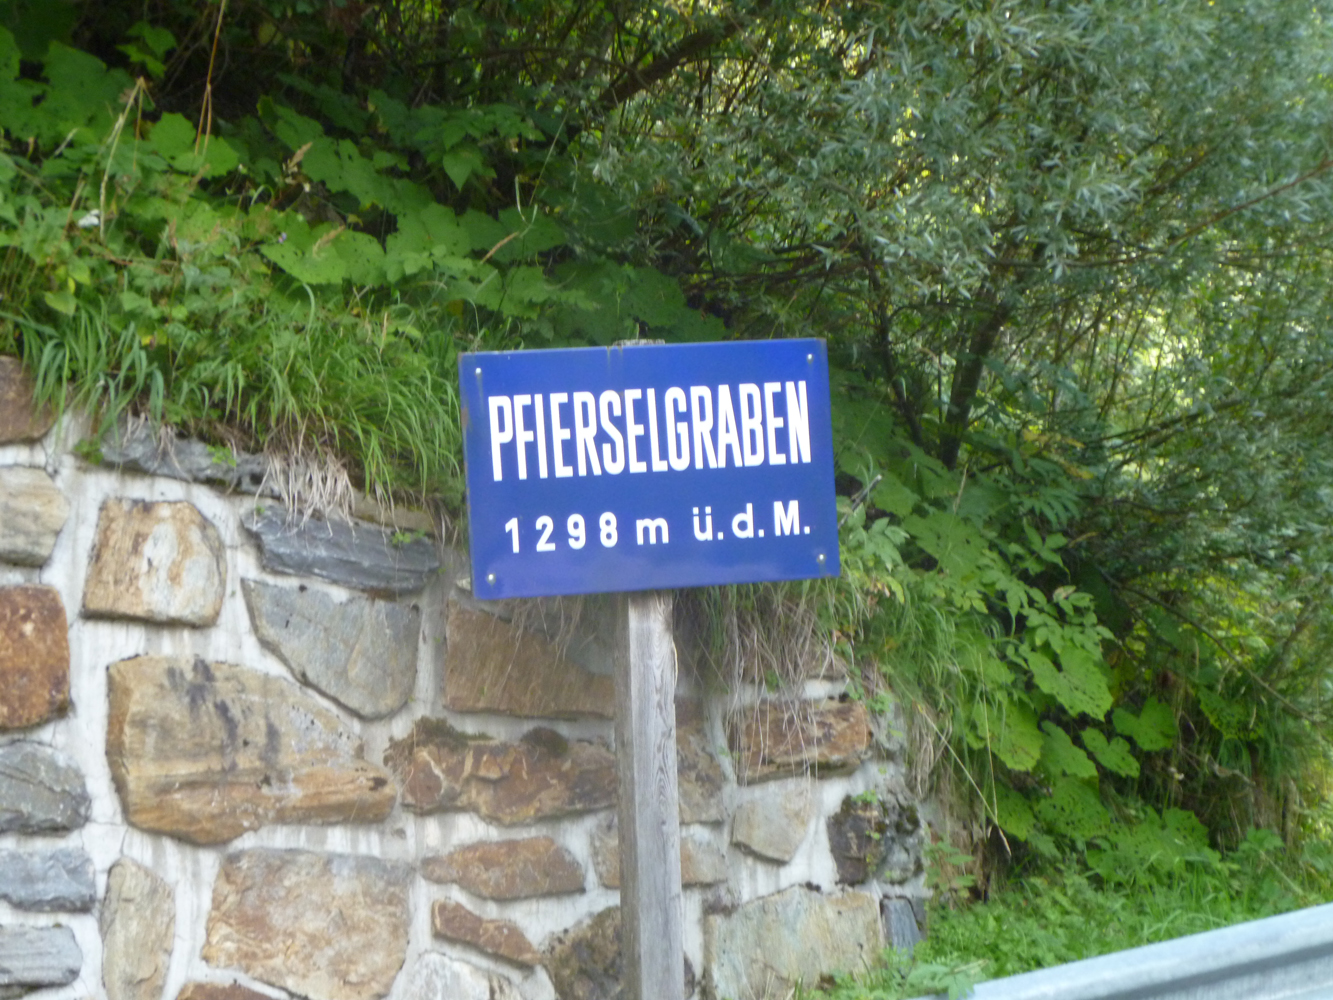 PFIERSELGRABEN
1298 m ü.d.M.